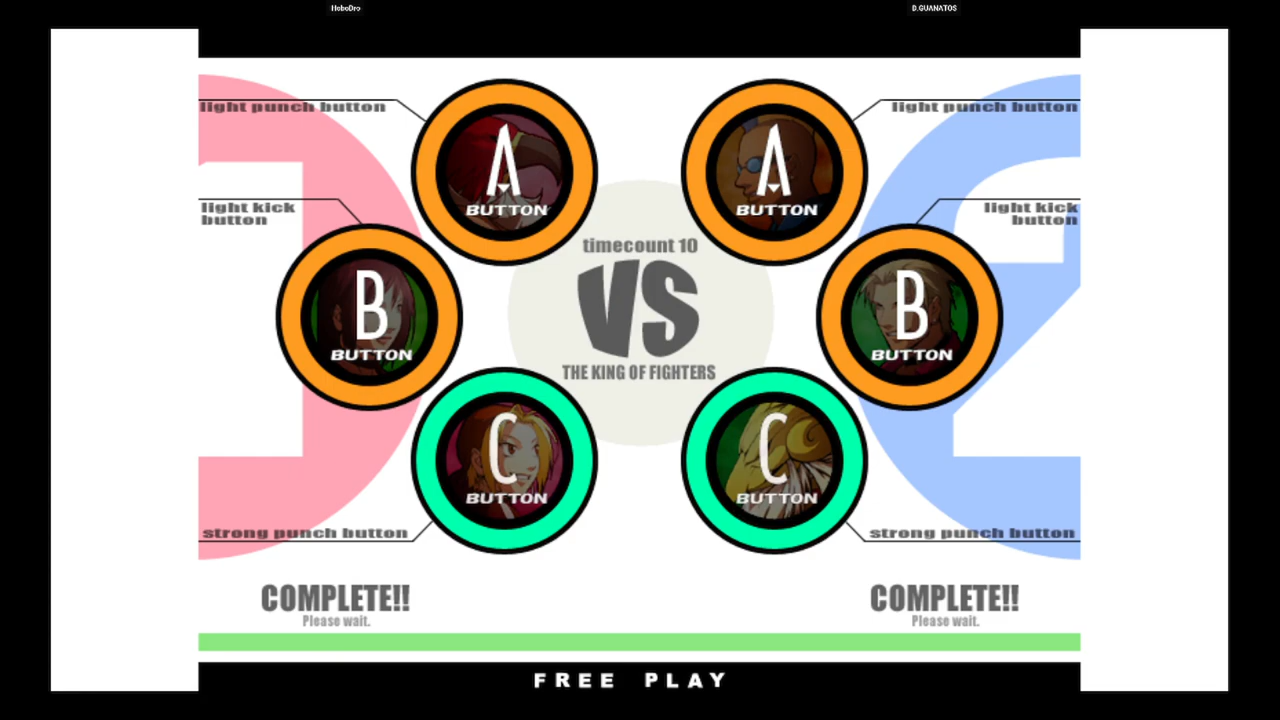 HoboDro
D.GUANATOS
light punch button
A
BUTTON
A
BUTTON
light punch button
light kick
button
B
BUTTON
timecount 10
VS
THE KING OF FIGHTERS
light kick
button
B
BUTTON
C
BUTTON
C
BUTTON
strong punch button
strong punch button
COMPLETE!!
Please wait.
COMPLETE!!
Please wait.
FREE PLAY
1
2